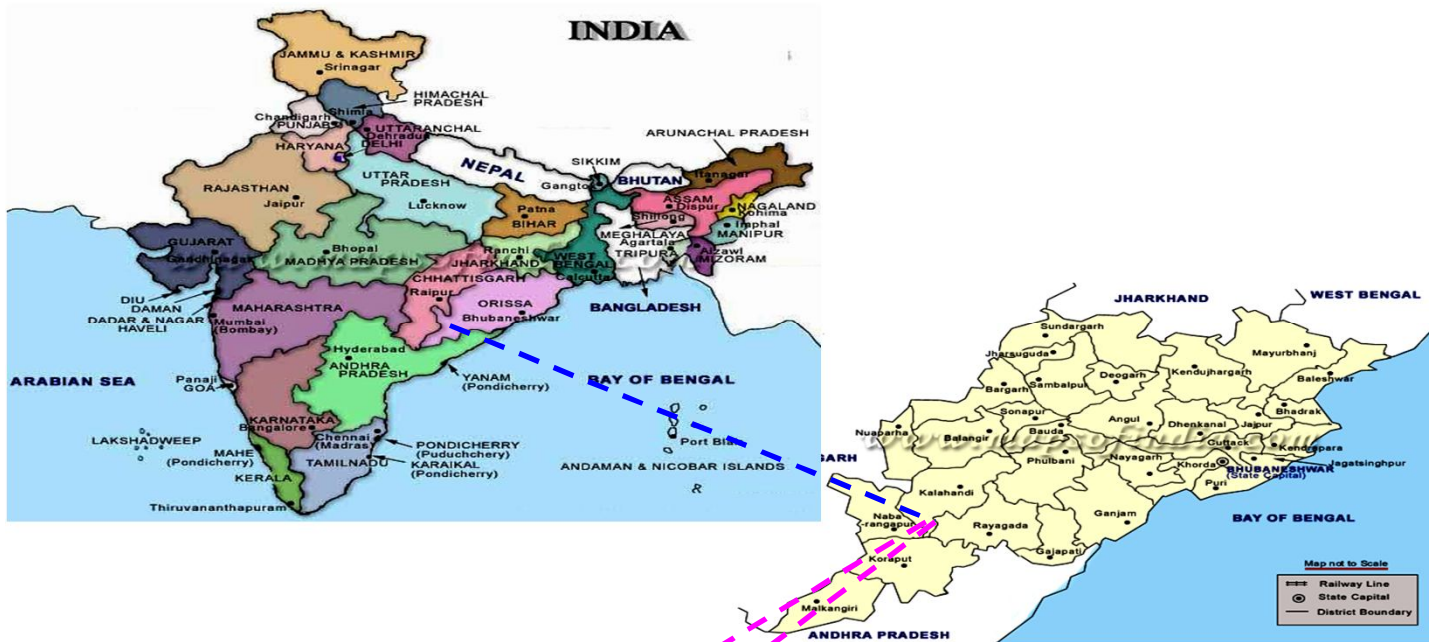 INDIA
JAMMU & KASHMIR
Srinagar
HIMACHAL
PRADESH
Shimla
Chandigarh
PUNJAB
UTTARANCHAL
Dehradun
HARYANA
DELHI
ARUNACHAL PRADESH
Itanagar
NEPAL
SIKKIM
Gangtok
BHUTAN
RAJASTHAN
Jaipur
UTTAR
PRADESH
Lucknow
Patna
BIHAR
ASSAM
Dispur
NAGALAND
Kohima
Shillong
MEGHALAYA
Imphal
MANIPUR
Agartala
TRIPURA
Aizawl
MIZORAM
GUJARAT
Gandhinagar
Bhopal
MADHYA PRADESH
Ranchi
JHARKHAND
WEST
BENGAL
Calcutta
CHHATTISGARH
Raipur
ORISSA
Bhubaneshwar
BANGLADESH
DIU
DAMAN
DADAR & NAGAR
HAVELI
MAHARASHTRA
Mumbai
(Bombay)
Hyderabad
ANDHRA
PRADESH
YANAM
(Pondicherry)
ARABIAN SEA
BAY OF BENGAL
Panaji
GOA
KARNATAKA
Bangalore
Chennai
(Madras)
PONDICHERRY
(Puduchery)
KARAIKAL
(Pondicherry)
LAKSHADWEEP
MAHE
(Pondicherry)
TAMILNADU
KERALA
Thiruvananthapuram
Port Blair
ANDAMAN & NICOBAR ISLANDS
JHARKHAND
WEST BENGAL
Sundargarh
Jharsuguda
Mayurbhanj
Bargarh
Sambalpur
Deogarh
Kendujhargarh
Baleshwar
Sonapur
Bhadrak
Nuaparha
Balangir
Bauda
Angul
Dhenkanal
Jajpur
www.mapsofindia.com
Cuttack
Kendrapara
GARH
Phulbani
Nayagarh
Khorda
BHUBANESHWAR
(State Capital)
Jagatsinghpur
Puri
Kalahandi
Naba
-rangapur
Rayagada
Ganjam
BAY OF BENGAL
Gajapati
Koraput
Malkangiri
ANDHRA PRADESH
Map not to Scale
Railway Line
State Capital
District Boundary